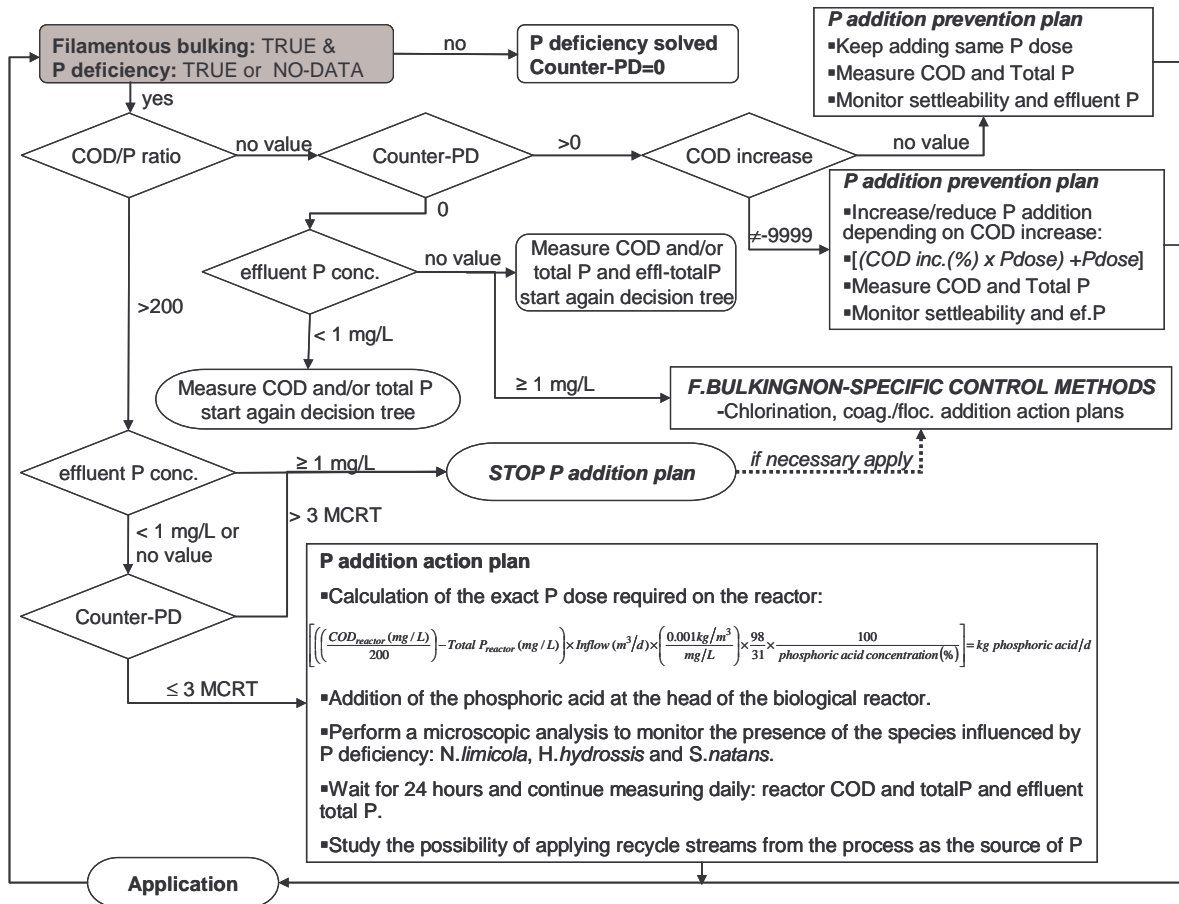 Filamentous bulking: TRUE &
P deficiency: TRUE or NO-DATA
no
P deficiency solved
Counter-PD=0
P addition prevention plan
▪Keep adding same P dose
▪Measure COD and Total P
▪Monitor settleability and effluent P
yes
COD/P ratio
no value
Counter-PD
>0
COD increase
no value
0
≠-9999
P addition prevention plan
▪Increase/reduce P addition
depending on COD increase:
▪[(COD inc.(%) x Pdose) +Pdose]
▪Measure COD and Total P
▪Monitor settleability and ef.P
effluent P conc.
no value
Measure COD and/or
total P and effl-totalP
start again decision tree
>200
< 1 mg/L
Measure COD and/or total P
start again decision tree
≥ 1 mg/L
F.BULKINGNON-SPECIFIC CONTROL METHODS
-Chlorination, coag./floc. addition action plans
effluent P conc.
≥ 1 mg/L
STOP P addition plan
if necessary apply
> 3 MCRT
< 1 mg/L or
no value
Counter-PD
≤ 3 MCRT
P addition action plan
▪Calculation of the exact P dose required on the reactor:
[(((COD reactor (mg/L) / 200) – Total P reactor (mg/L)) × Inflow (m³/d) × (0.001kg/m³ / mg/L) × 98/31 × 100 / phosphoric acid concentration(%)] = kg phosphoric acid/d
▪Addition of the phosphoric acid at the head of the biological reactor.
▪Perform a microscopic analysis to monitor the presence of the species influenced by
P deficiency: N.limicola, H.hydrossis and S.natans.
▪Wait for 24 hours and continue measuring daily: reactor COD and totalP and effluent
total P.
▪Study the possibility of applying recycle streams from the process as the source of P
Application